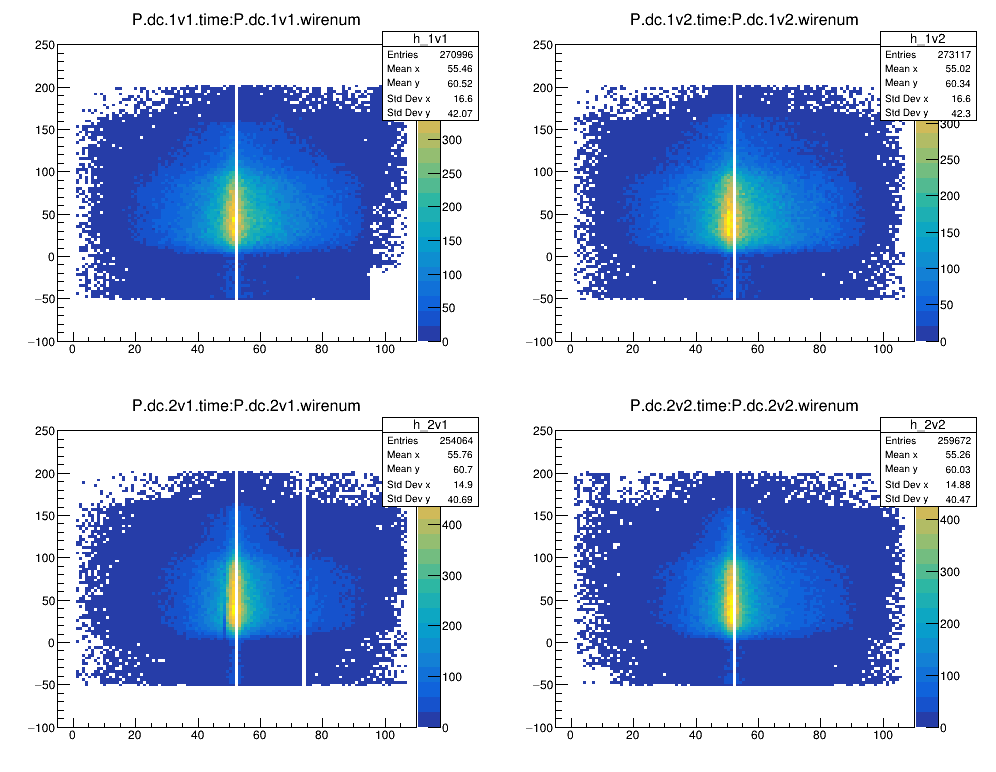 P.dc.1v1.time:P.dc.1v1.wirenum
h_1v1
Entries 270996
Mean x 55.46
Mean y 60.52
Std Dev x 16.6
Std Dev y 42.07
250
200
150
100
50
0
−50
−100
0 20 40 60 80 100
300
250
200
150
100
50
0
P.dc.1v2.time:P.dc.1v2.wirenum
h_1v2
Entries 273117
Mean x 55.02
Mean y 60.34
Std Dev x 16.6
Std Dev y 42.3
250
200
150
100
50
0
−50
−100
0 20 40 60 80 100
300
250
200
150
100
50
0
P.dc.2v1.time:P.dc.2v1.wirenum
h_2v1
Entries 254064
Mean x 55.76
Mean y 60.7
Std Dev x 14.9
Std Dev y 40.69
250
200
150
100
50
0
−50
−100
0 20 40 60 80 100
400
300
200
100
0
P.dc.2v2.time:P.dc.2v2.wirenum
h_2v2
Entries 259672
Mean x 55.26
Mean y 60.03
Std Dev x 14.88
Std Dev y 40.47
250
200
150
100
50
0
−50
−100
0 20 40 60 80 100
400
300
200
100
0